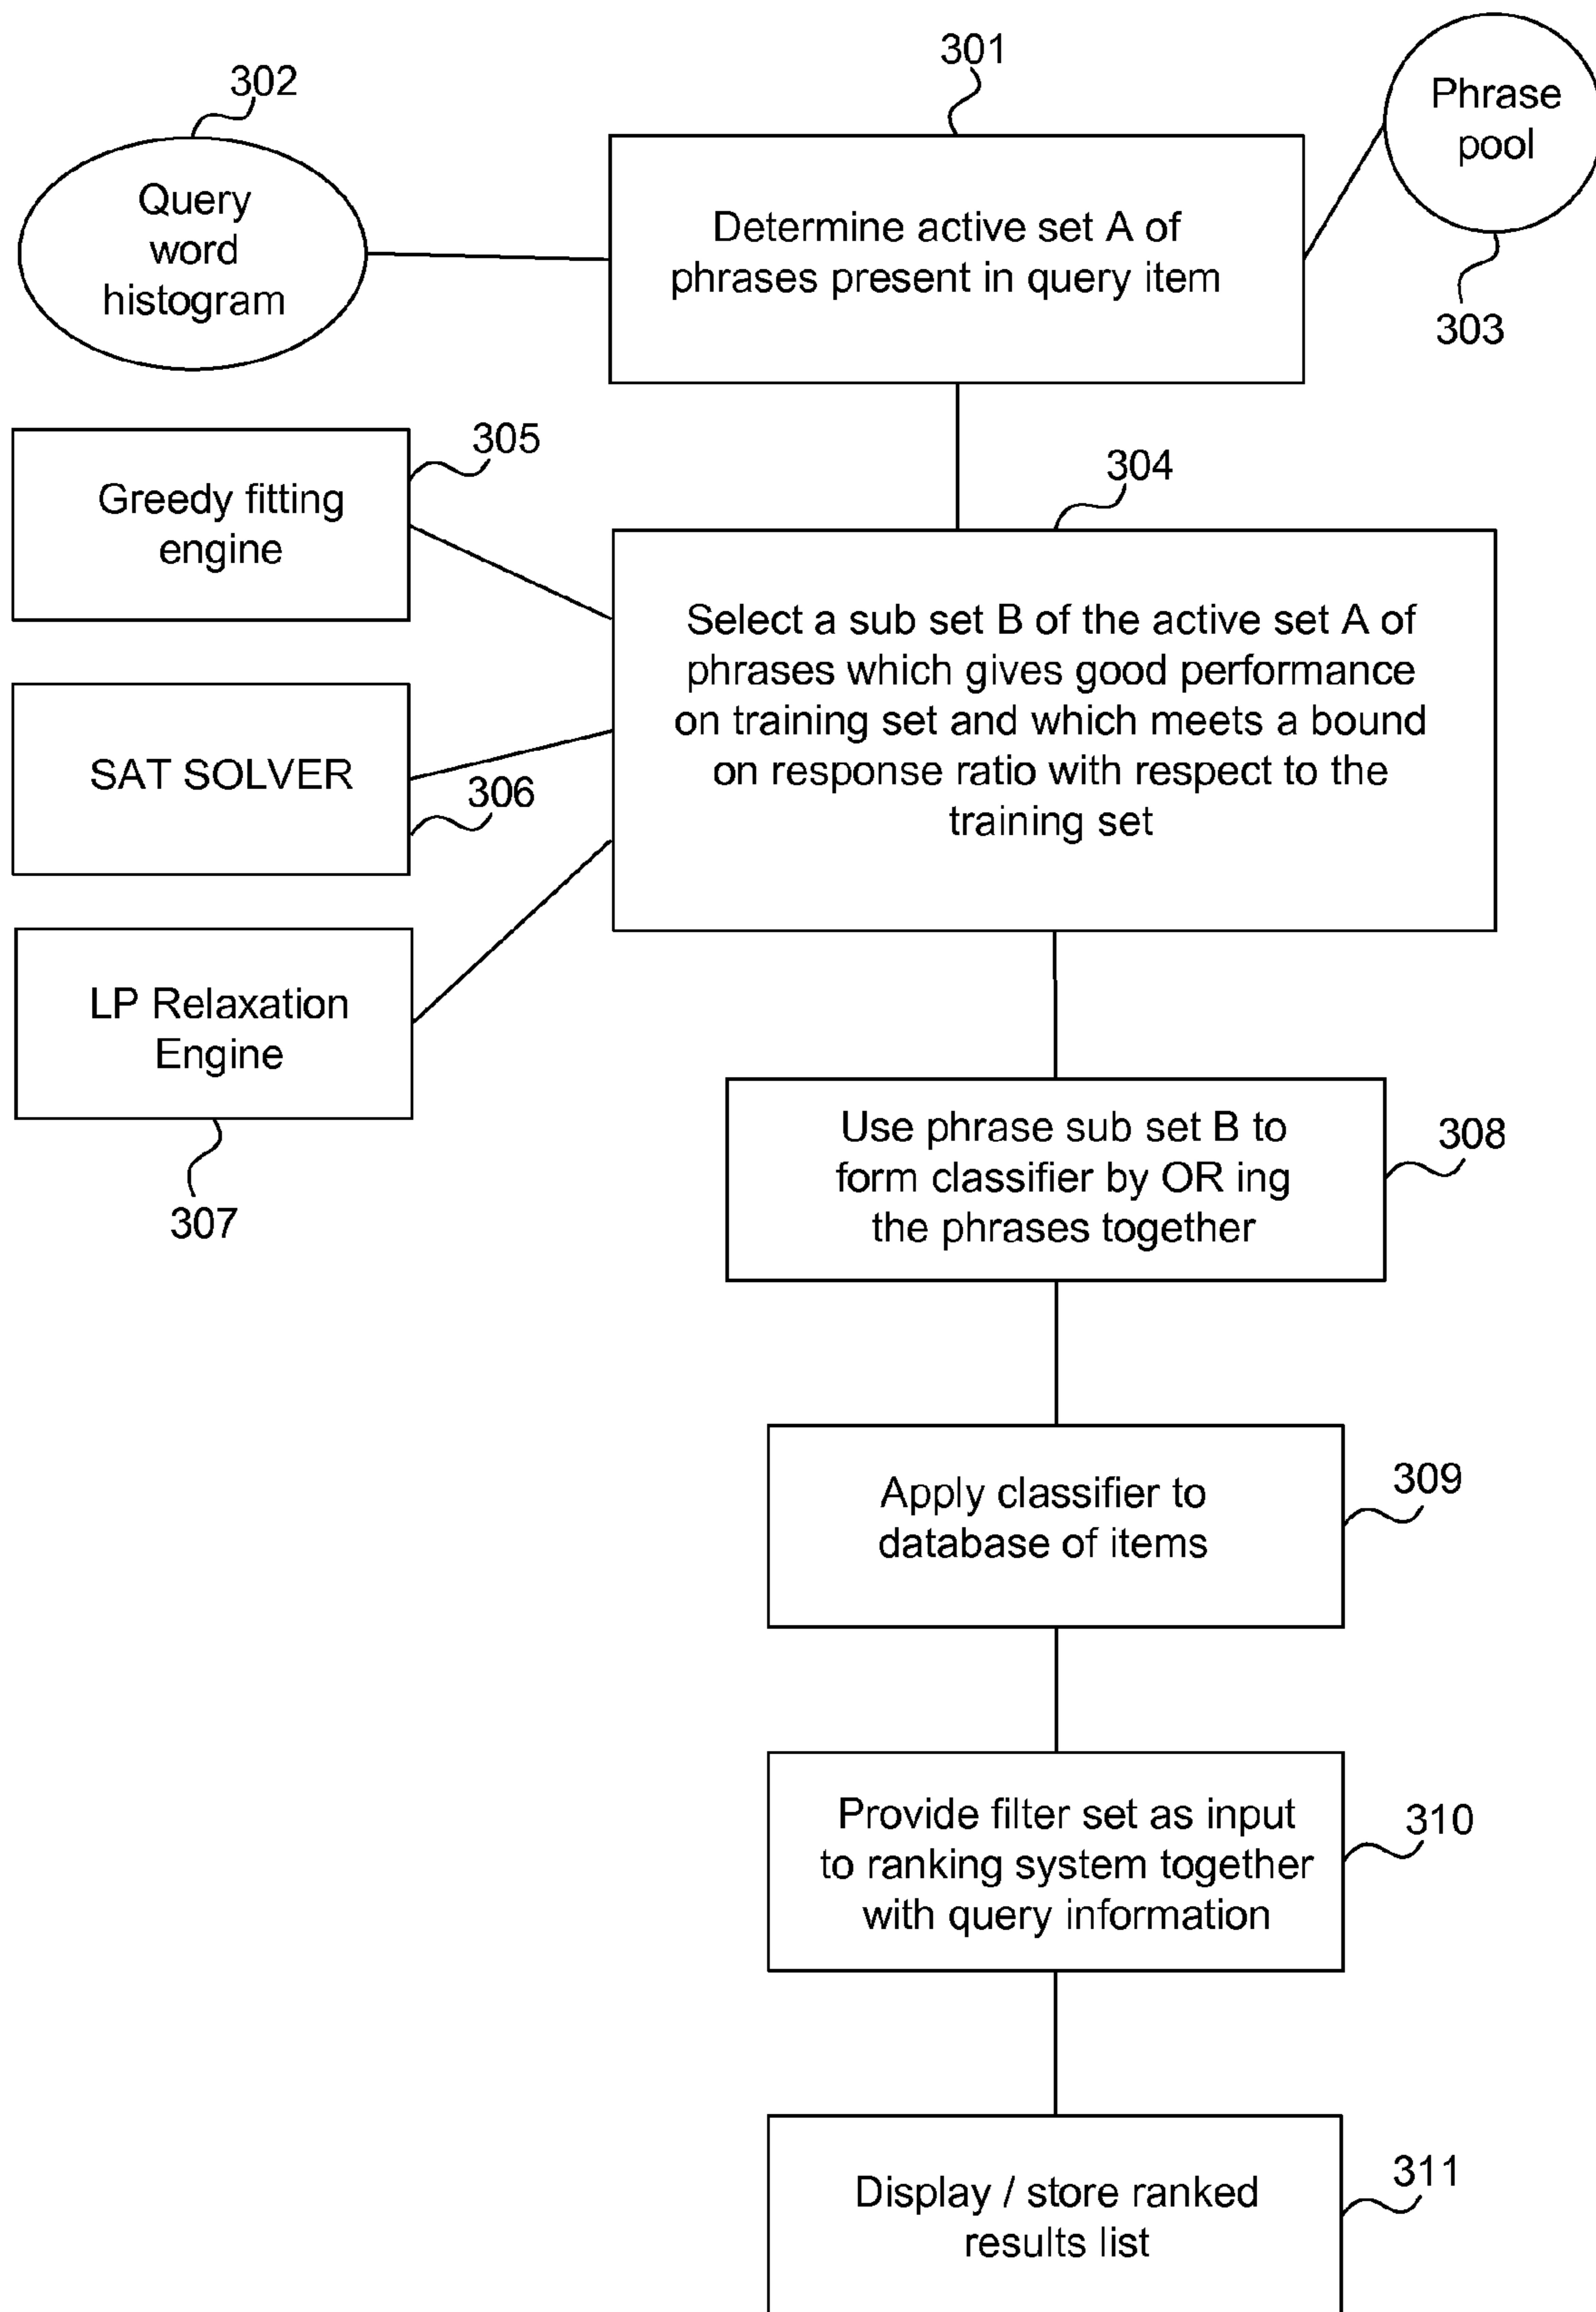 301
302
Phrase
pool
Query
word
histogram
Determine active set A of
phrases present in query item
303
305
304
Greedy fitting
engine
Select a sub set B of the active set A of
phrases which gives good performance
on training set and which meets a bound
on response ratio with respect to the
training set
SAT SOLVER
306
LP Relaxation
Engine
307
Use phrase sub set B to
form classifier by OR ing
the phrases together
308
Apply classifier to
database of items
309
Provide filter set as input
to ranking system together
with query information
310
Display / store ranked
results list
311